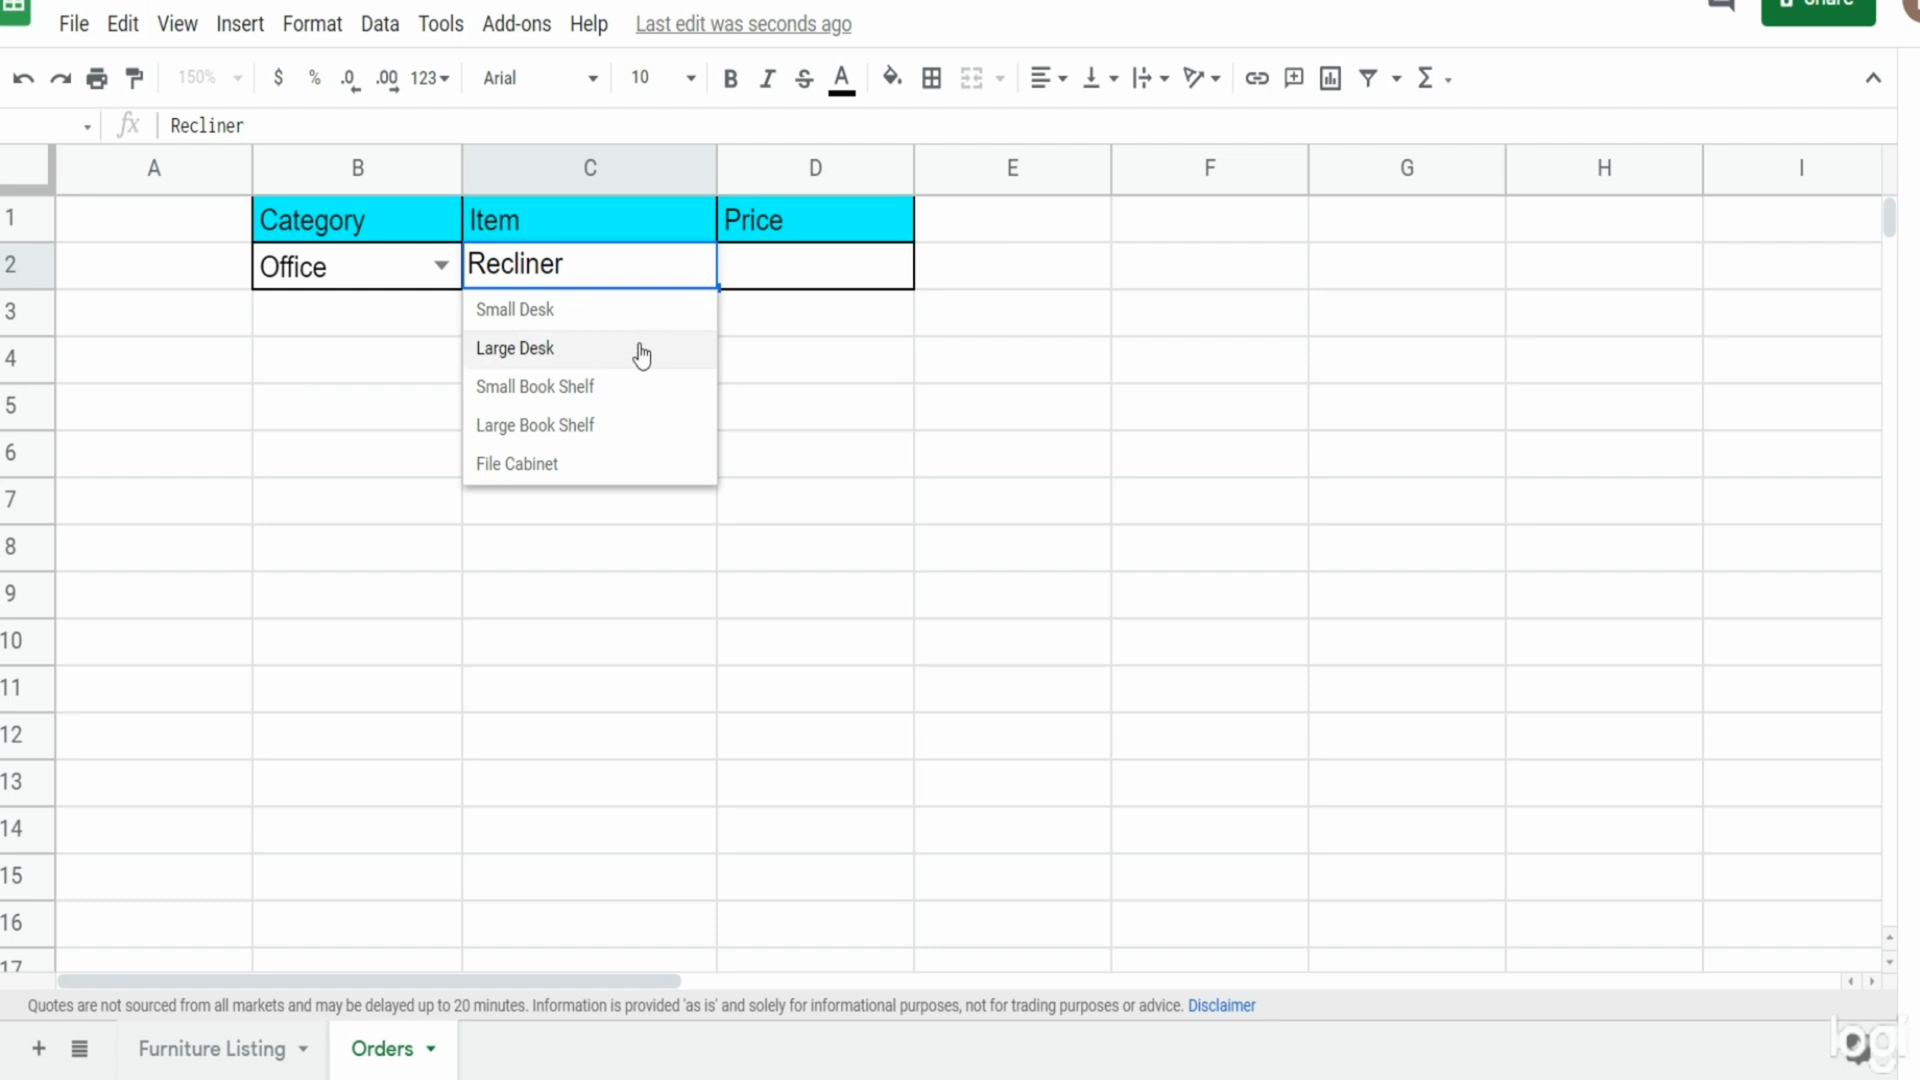 Share
File Edit View Insert Format Data Tools Add-ons Help Last edit was seconds ago
150% $ % .0 .00 123 Arial 10 B I S A Σ
fx Recliner
A B C D E F G H I
1 Category Item Price
2 Office Recliner
3 Small Desk
4 Large Desk
5 Small Book Shelf
Large Book Shelf
6 File Cabinet
7
8
9
10
11
12
13
14
15
16
17
Quotes are not sourced from all markets and may be delayed up to 20 minutes. Information is provided 'as is' and solely for informational purposes, not for trading purposes or advice. Disclaimer
+ Furniture Listing Orders